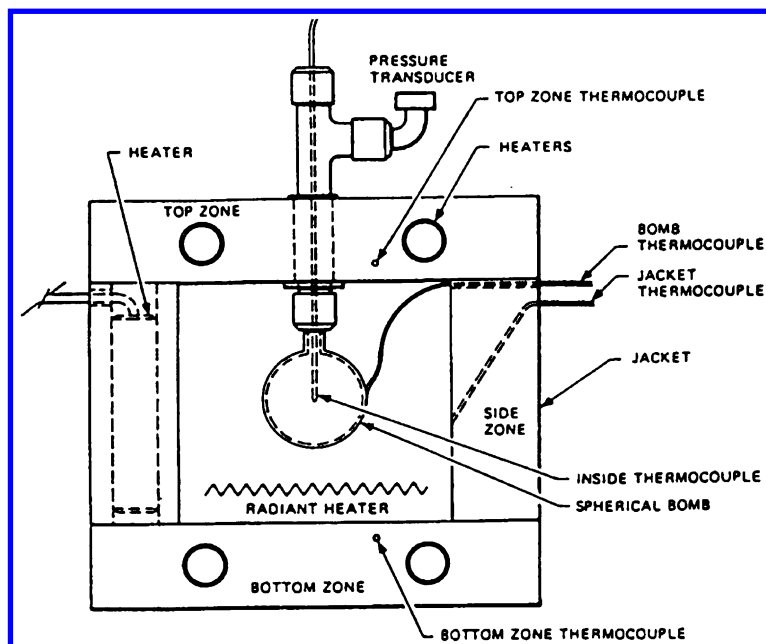 PRESSURE
TRANSDUCER
TOP ZONE THERMOCOUPLE
HEATER
HEATERS
TOP ZONE
BOMB
THERMOCOUPLE
JACKET
THERMOCOUPLE
JACKET
SIDE
ZONE
INSIDE THERMOCOUPLE
SPHERICAL BOMB
RADIANT HEATER
BOTTOM ZONE
BOTTOM ZONE THERMOCOUPLE